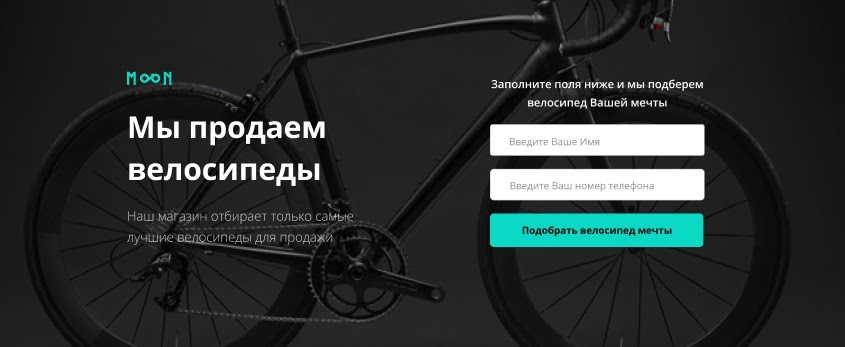 MOON
Мы продаем
велосипеды
Наш магазин отбирает только самые
лучшие велосипеды для продажи
Заполните поля ниже и мы подберем
велосипед Вашей мечты
Введите Ваше Имя
Введите Ваш номер телефона
Подобрать велосипед мечты